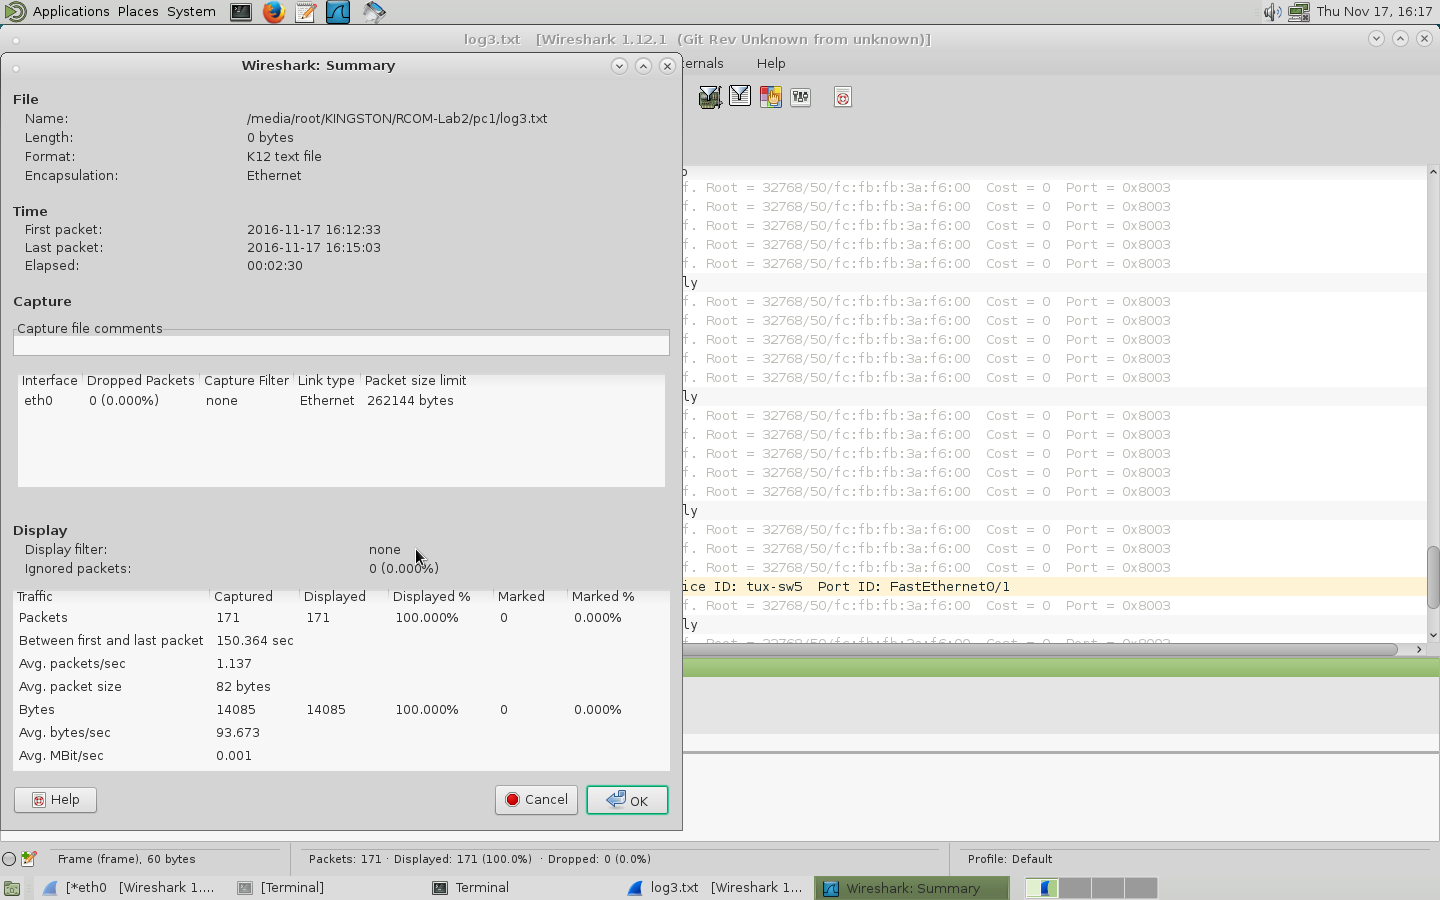 Applications Places System Thu Nov 17, 16:17
log3.txt [Wireshark 1.12.1 (Git Rev Unknown from unknown)]
Wireshark: Summary
ernals Help
File
Name: /media/root/KINGSTON/RCOM-Lab2/pc1/log3.txt
Length: 0 bytes
Format: K12 text file
Encapsulation: Ethernet
Time
First packet: 2016-11-17 16:12:33
Last packet: 2016-11-17 16:15:03
Elapsed: 00:02:30
Capture
Capture file comments
Interface Dropped Packets Capture Filter Link type Packet size limit
eth0 0 (0.000%) none Ethernet 262144 bytes
Display
Display filter: none
Ignored packets: 0 (0.000%)
Traffic Captured Displayed Displayed % Marked Marked %
Packets 171 171 100.000% 0 0.000%
Between first and last packet 150.364 sec
Avg. packets/sec 1.137
Avg. packet size 82 bytes
Bytes 14085 14085 100.000% 0 0.000%
Avg. bytes/sec 93.673
Avg. MBit/sec 0.001
Help Cancel OK
f. Root = 32768/50/fc:fb:fb:3a:f6:00 Cost = 0 Port = 0x8003
f. Root = 32768/50/fc:fb:fb:3a:f6:00 Cost = 0 Port = 0x8003
f. Root = 32768/50/fc:fb:fb:3a:f6:00 Cost = 0 Port = 0x8003
f. Root = 32768/50/fc:fb:fb:3a:f6:00 Cost = 0 Port = 0x8003
f. Root = 32768/50/fc:fb:fb:3a:f6:00 Cost = 0 Port = 0x8003
ly
f. Root = 32768/50/fc:fb:fb:3a:f6:00 Cost = 0 Port = 0x8003
f. Root = 32768/50/fc:fb:fb:3a:f6:00 Cost = 0 Port = 0x8003
f. Root = 32768/50/fc:fb:fb:3a:f6:00 Cost = 0 Port = 0x8003
f. Root = 32768/50/fc:fb:fb:3a:f6:00 Cost = 0 Port = 0x8003
f. Root = 32768/50/fc:fb:fb:3a:f6:00 Cost = 0 Port = 0x8003
ly
f. Root = 32768/50/fc:fb:fb:3a:f6:00 Cost = 0 Port = 0x8003
f. Root = 32768/50/fc:fb:fb:3a:f6:00 Cost = 0 Port = 0x8003
f. Root = 32768/50/fc:fb:fb:3a:f6:00 Cost = 0 Port = 0x8003
f. Root = 32768/50/fc:fb:fb:3a:f6:00 Cost = 0 Port = 0x8003
f. Root = 32768/50/fc:fb:fb:3a:f6:00 Cost = 0 Port = 0x8003
ly
f. Root = 32768/50/fc:fb:fb:3a:f6:00 Cost = 0 Port = 0x8003
f. Root = 32768/50/fc:fb:fb:3a:f6:00 Cost = 0 Port = 0x8003
f. Root = 32768/50/fc:fb:fb:3a:f6:00 Cost = 0 Port = 0x8003
ice ID: tux-sw5 Port ID: FastEthernet0/1
f. Root = 32768/50/fc:fb:fb:3a:f6:00 Cost = 0 Port = 0x8003
ly
Frame (frame), 60 bytes Packets: 171 · Displayed: 171 (100.0%) · Dropped: 0 (0.0%) Profile: Default
[*eth0 [Wireshark 1.... [Terminal] Terminal log3.txt [Wireshark 1... Wireshark: Summary